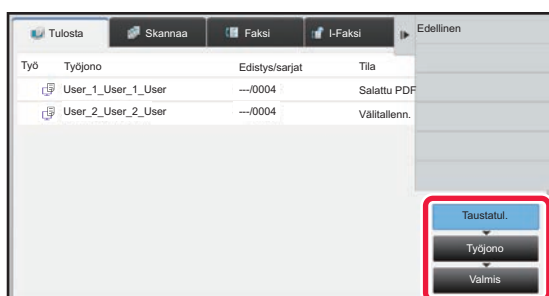 Tulosta Skannaa Faksi I-Faksi Edellinen
Työ Työjono Edistys/sarjat Tila
User_1_User_1_User ---/0004 Salattu PDF
User_2_User_2_User ---/0004 Välitallenn.
Taustatul.
Työjono
Valmis